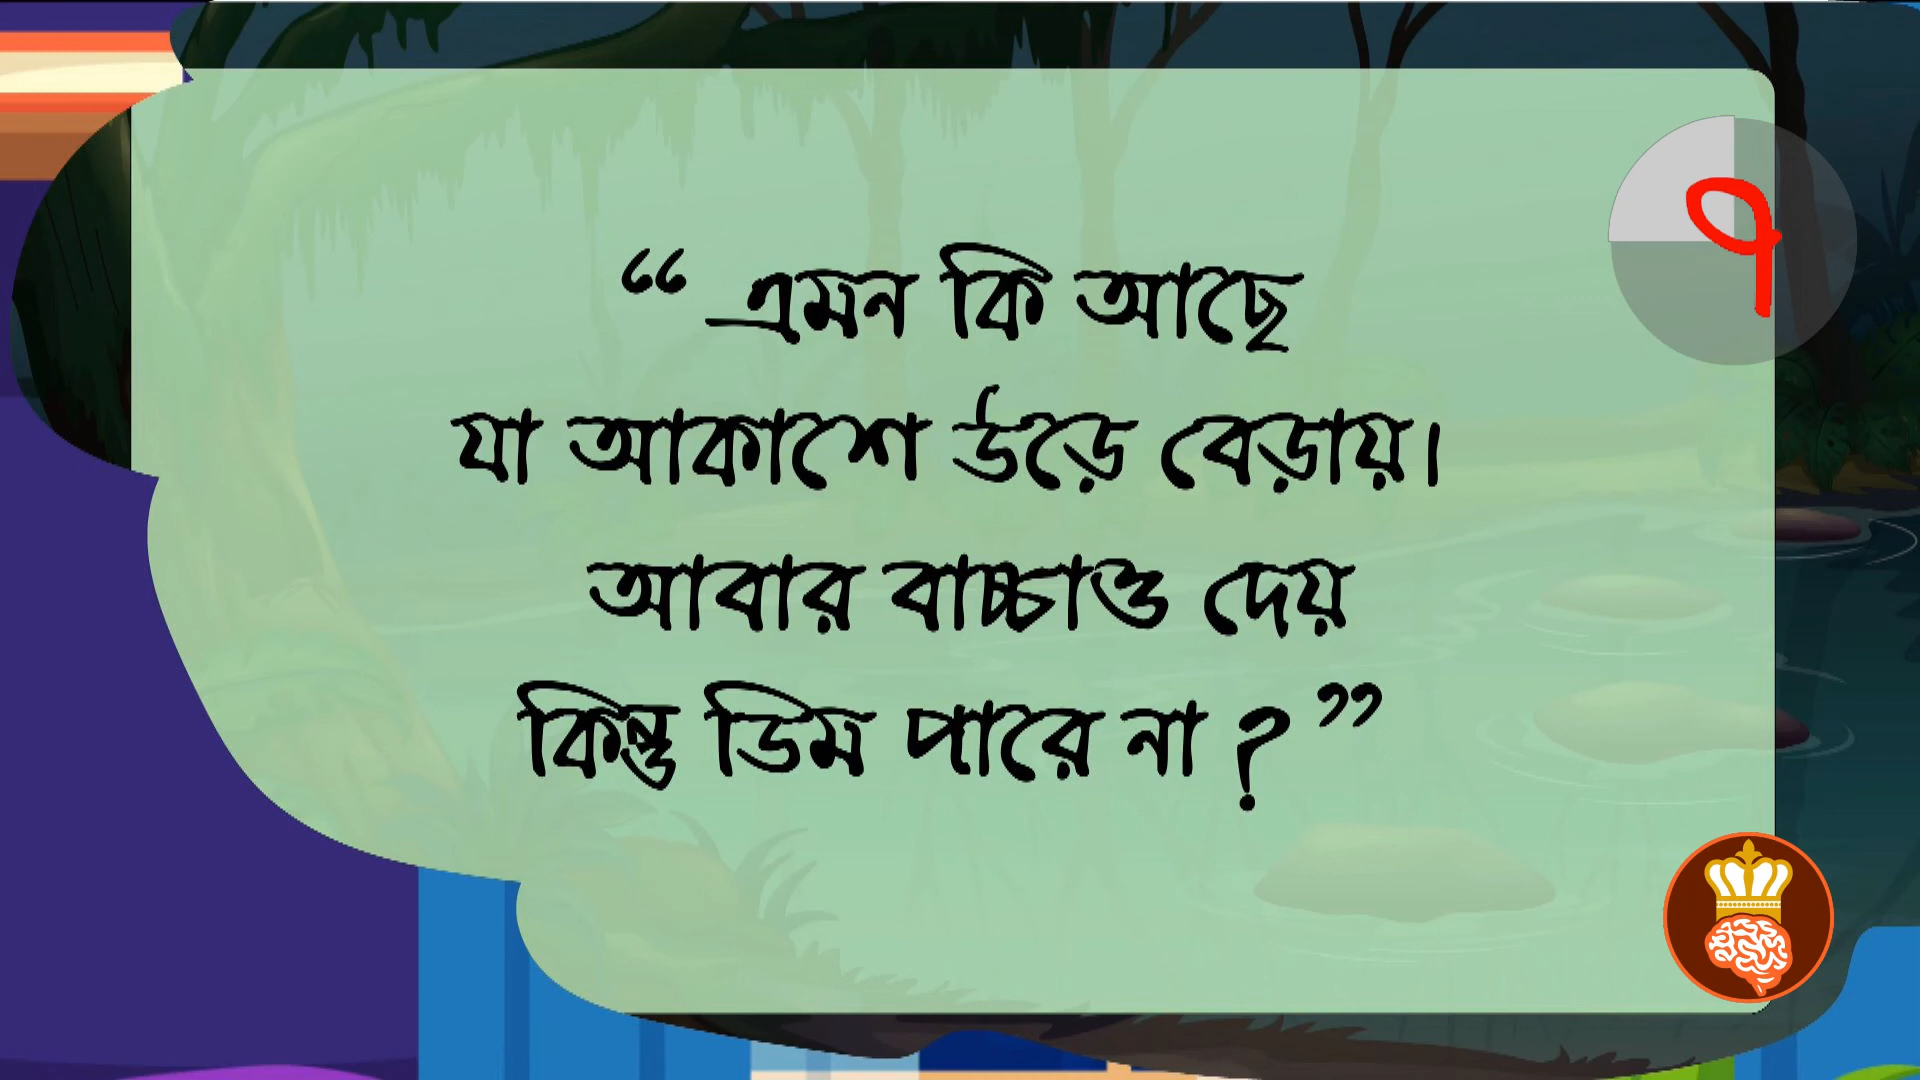 “ এমন কি আছে
যা আকাশে উড়ে বেড়ায়।
আবার বাচ্চাও দেয়
কিন্তু ডিম পারে না ? ”
৭